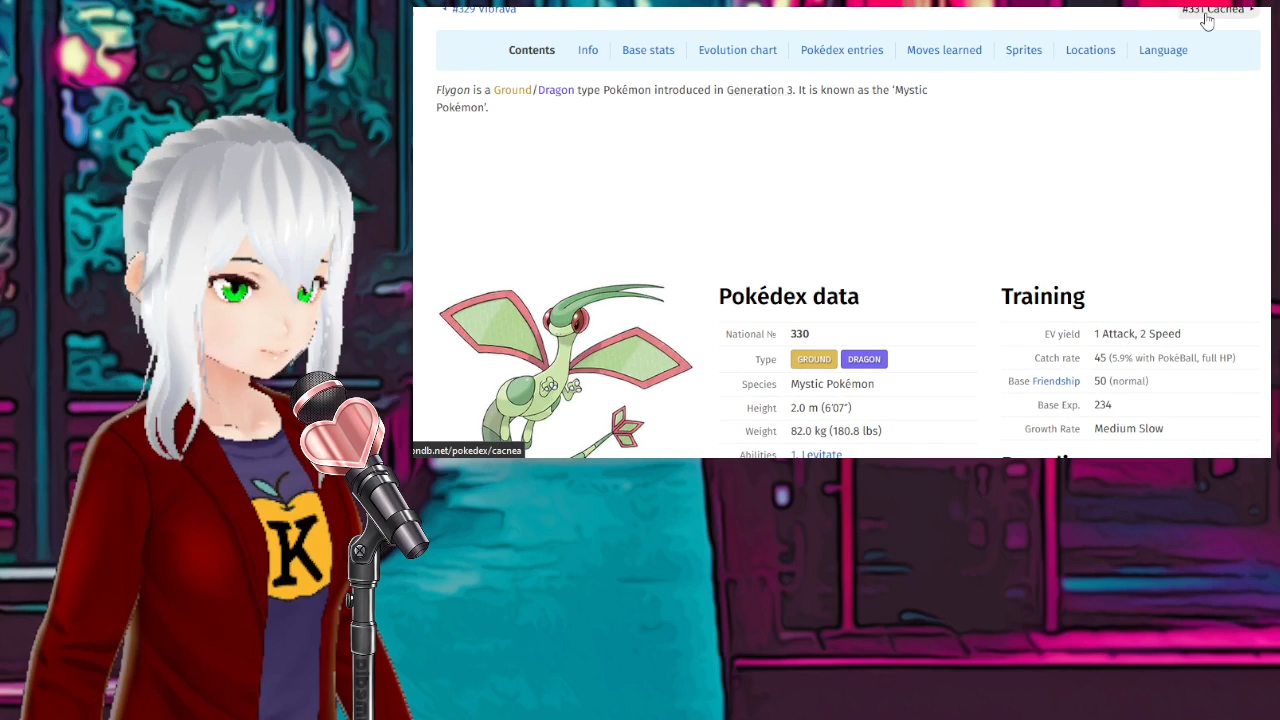 #329 Vibrava
#331 Cacnea
Contents Info Base stats Evolution chart Pokédex entries Moves learned Sprites Locations Language
Flygon is a Ground/Dragon type Pokémon introduced in Generation 3. It is known as the ‘Mystic
Pokémon’.
Pokédex data
National № 330
Type GROUND DRAGON
Species Mystic Pokémon
Height 2.0 m (6′07″)
Weight 82.0 kg (180.8 lbs)
Abilities 1. Levitate
Training
EV yield 1 Attack, 2 Speed
Catch rate 45 (5.9% with PokéBall, full HP)
Base Friendship 50 (normal)
Base Exp. 234
Growth Rate Medium Slow
ondb.net/pokedex/cacnea
K